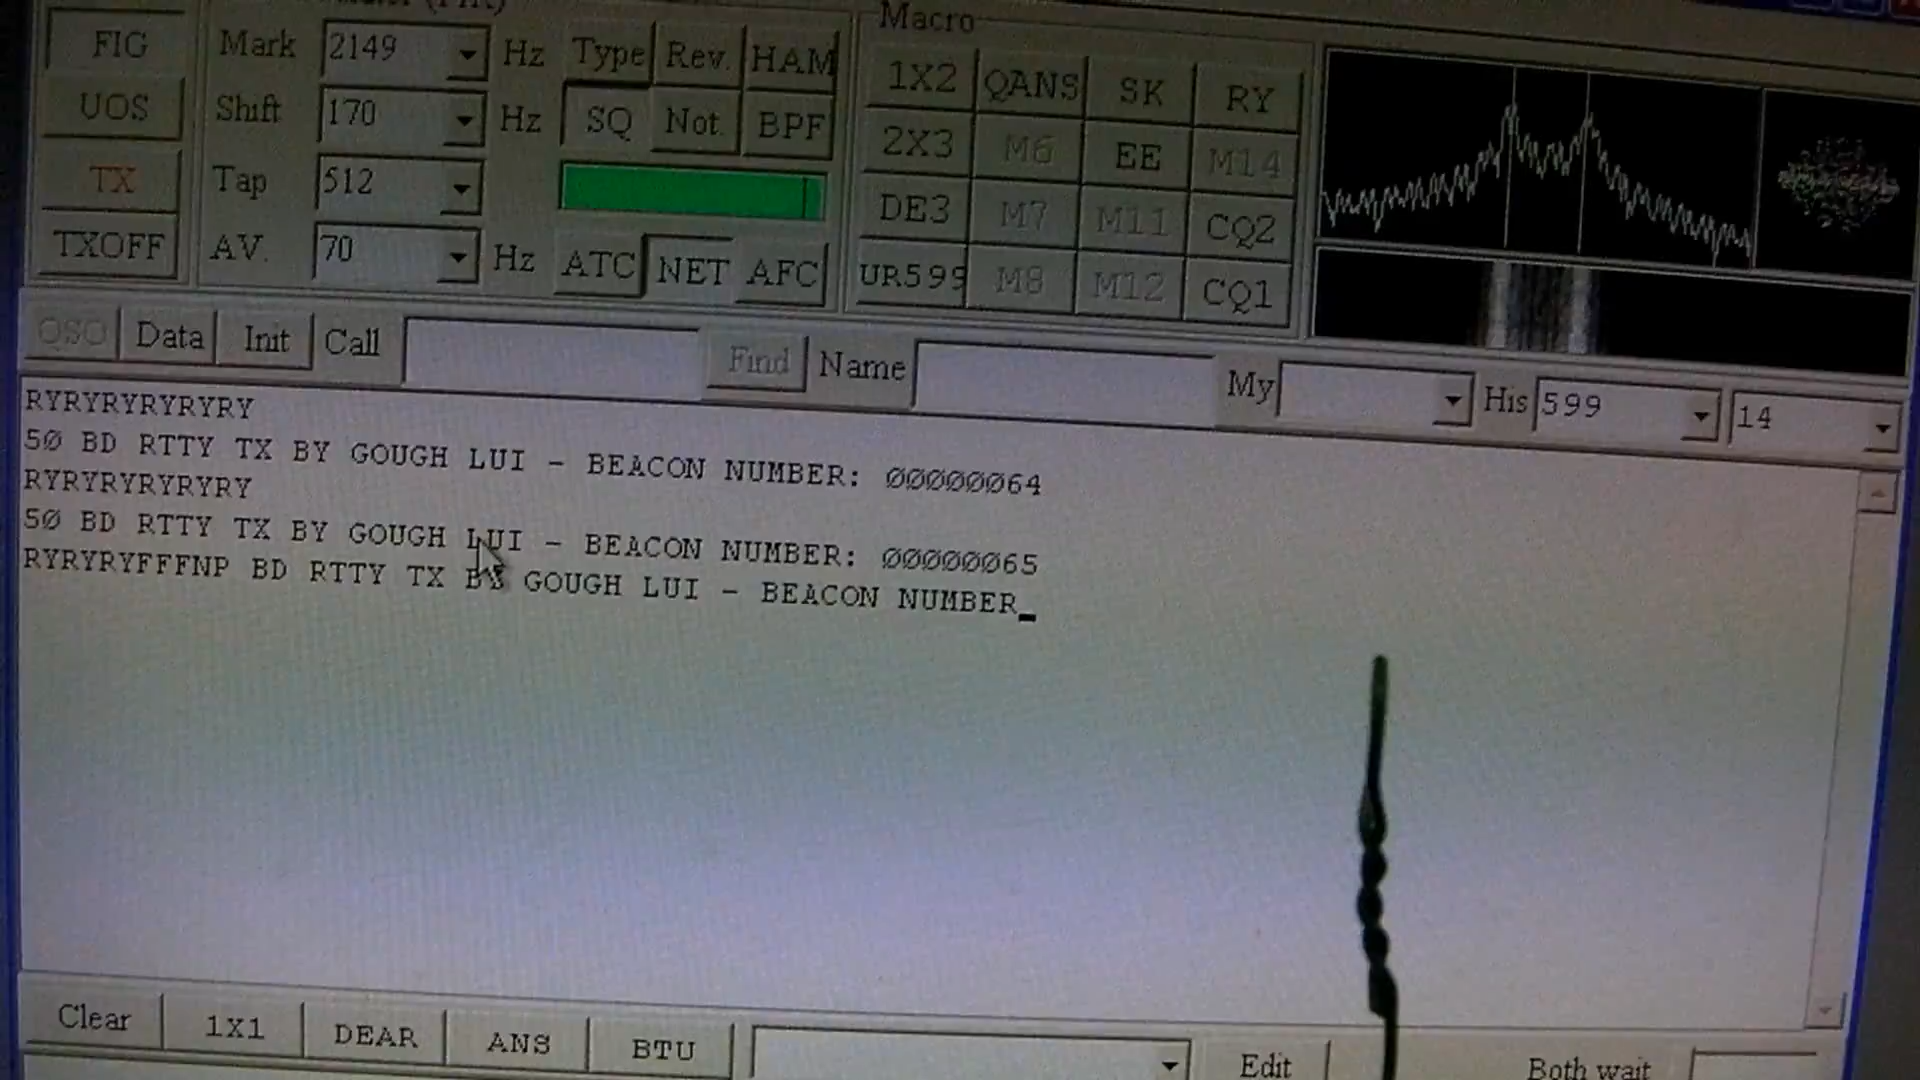 Macro
FIG Mark 2149 Hz Type Rev. HAM 1X2 QANS SK RY
UOS Shift 170 Hz SQ Not. BPF 2X3 M6 EE M14
TX Tap 512 DE3 M7 M11 CQ2
TXOFF AV. 70 Hz ATC NET AFC UR599 M8 M12 CQ1
QSO Data Init Call Find Name My His 599 14
RYRYRYRYRYRY
5Ø BD RTTY TX BY GOUGH LUI - BEACON NUMBER: ØØØØØØ64
RYRYRYRYRYRY
5Ø BD RTTY TX BY GOUGH LUI - BEACON NUMBER: ØØØØØØ65
RYRYRYFFFNP BD RTTY TX BY GOUGH LUI - BEACON NUMBER_
Clear 1X1 DEAR ANS BTU Edit Both wait